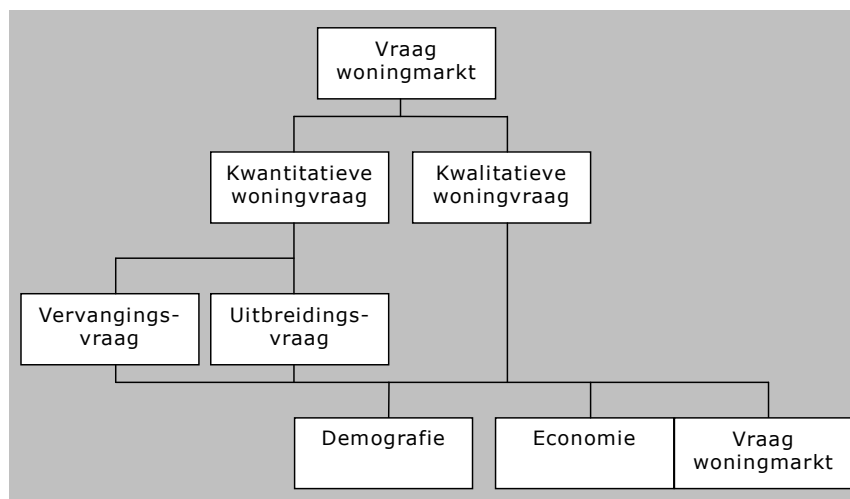 Vraag
woningmarkt
Kwantitatieve
woningvraag
Kwalitatieve
woningvraag
Vervangings-
vraag
Uitbreidings-
vraag
Demografie
Economie
Vraag
woningmarkt